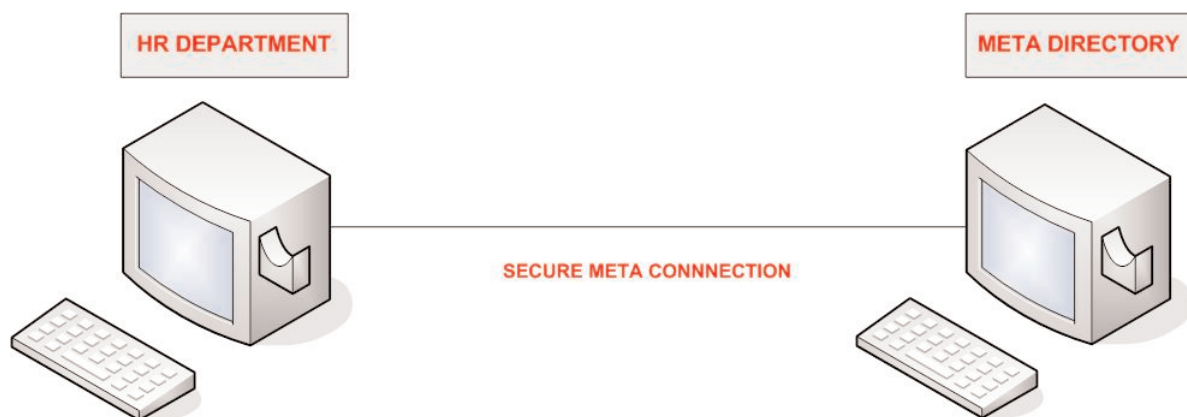 HR DEPARTMENT
META DIRECTORY
SECURE META CONNNECTION